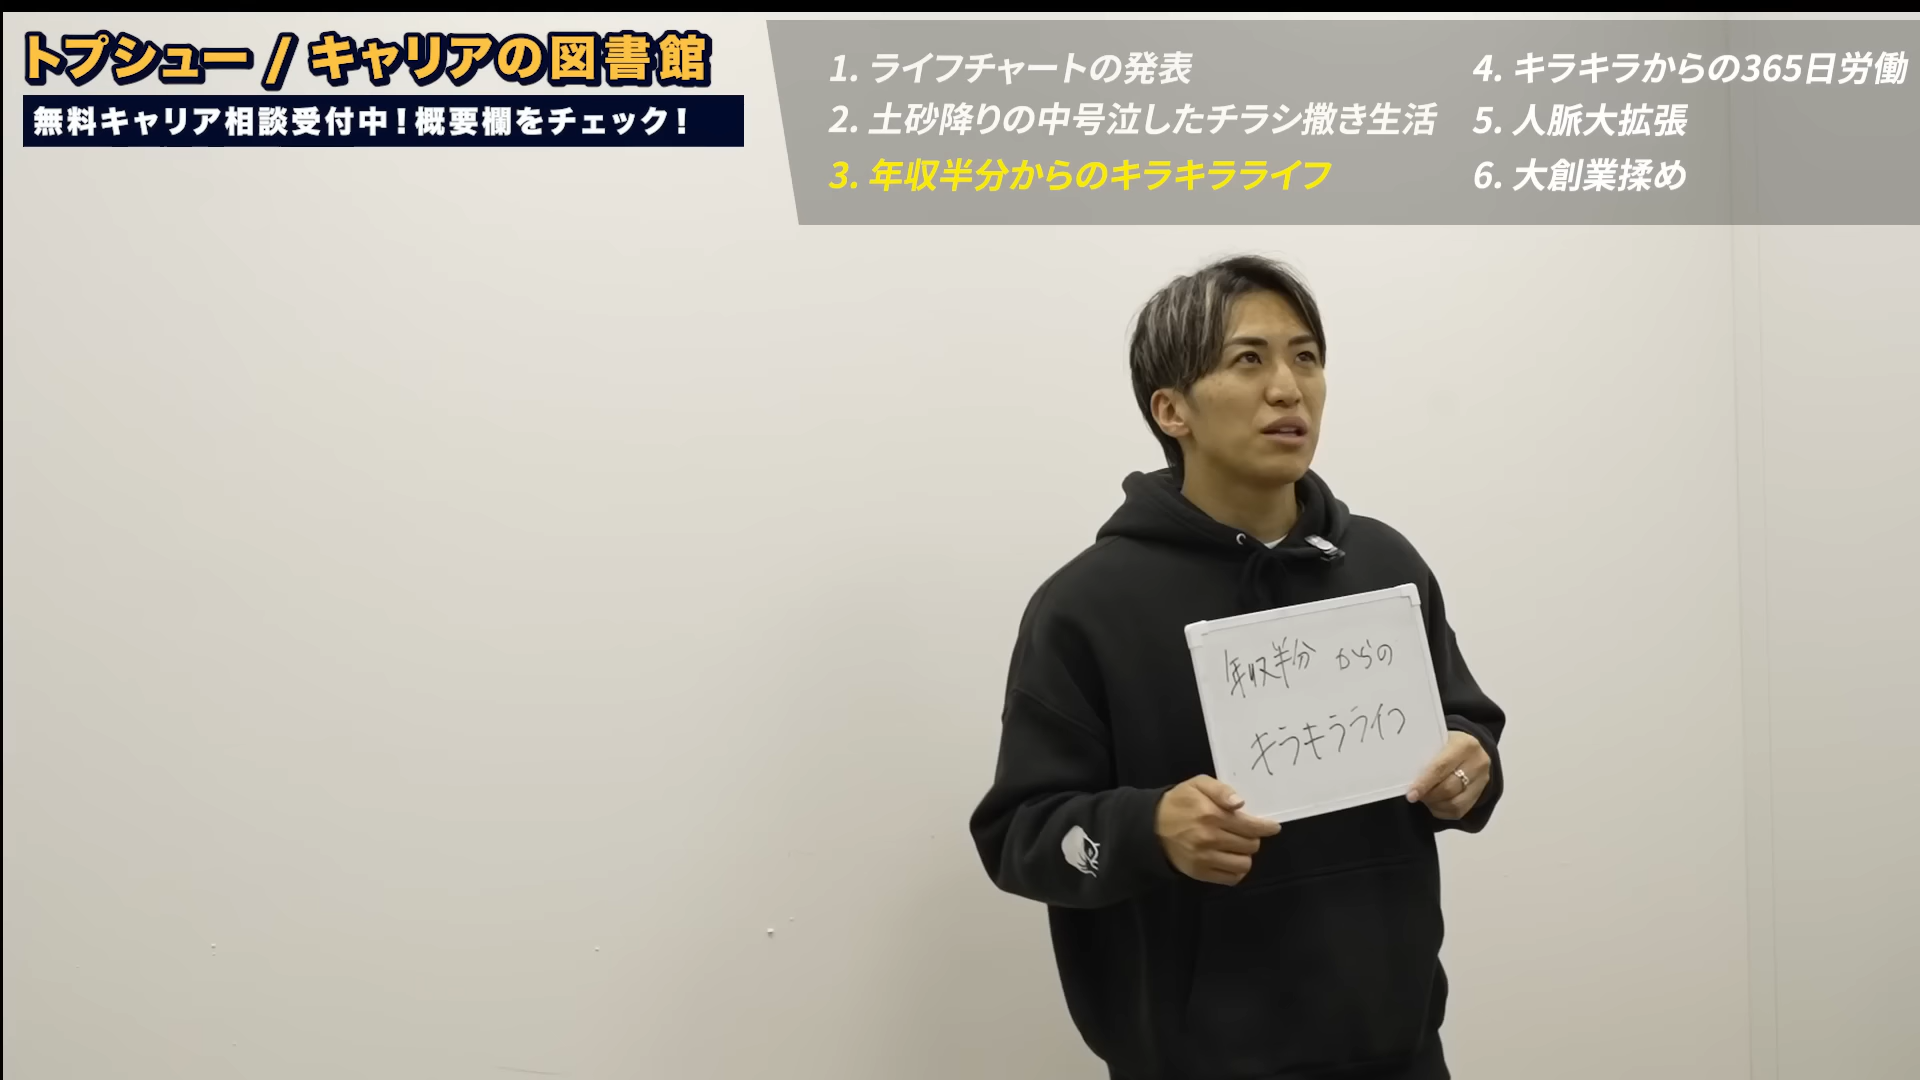 トプシュー / キャリアの図書館
無料キャリア相談受付中！概要欄をチェック！
1. ライフチャートの発表
2. 土砂降りの中号泣したチラシ撒き生活
3. 年収半分からのキラキラライフ
4. キラキラからの365日労働
5. 人脈大拡張
6. 大創業揉め
年収半分からの
キラキラライフ